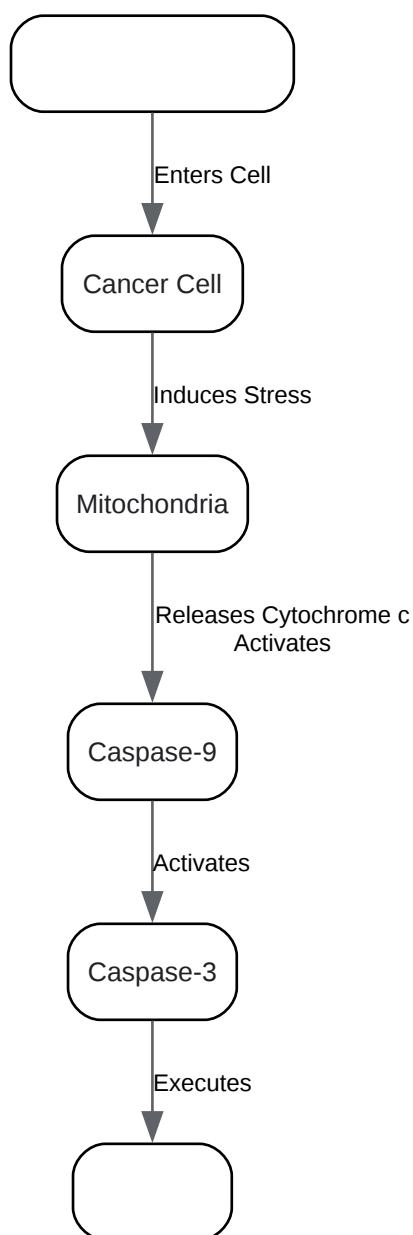 Enters Cell
Cancer Cell
Induces Stress
Mitochondria
Releases Cytochrome c
Activates
Caspase-9
Activates
Caspase-3
Executes